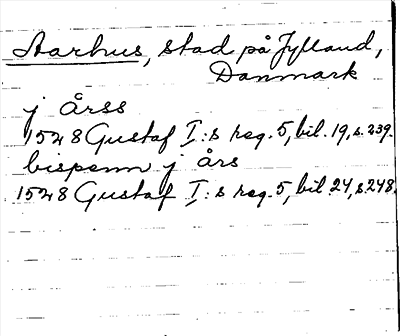 Aarhus, stad på Jylland,
Danmark
j Årss
1528 Gustaf I:s reg. 5, bil. 19, s. 239.
bispenn j Års
1528 Gustaf I:s reg. 5, bil. 24, s. 248.